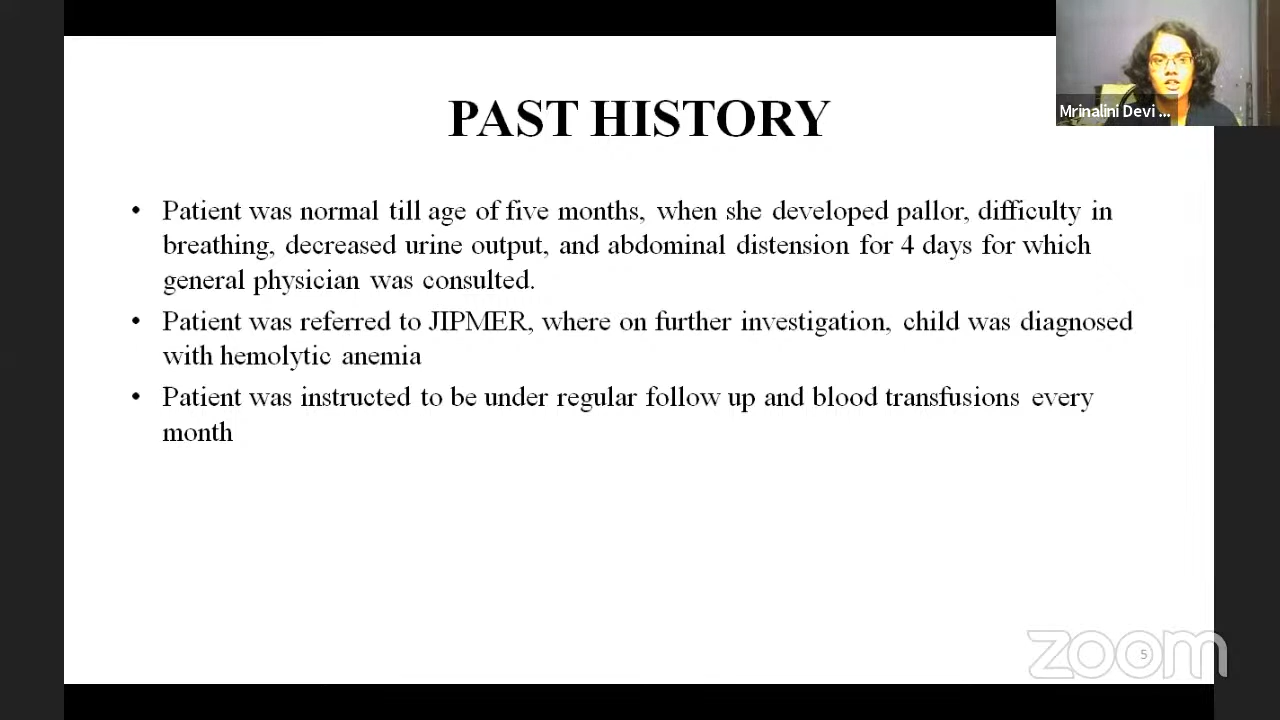 Mrinalini Devi ...
PAST HISTORY
• Patient was normal till age of five months, when she developed pallor, difficulty in
breathing, decreased urine output, and abdominal distension for 4 days for which
general physician was consulted.
• Patient was referred to JIPMER, where on further investigation, child was diagnosed
with hemolytic anemia
• Patient was instructed to be under regular follow up and blood transfusions every
month
zoom
5